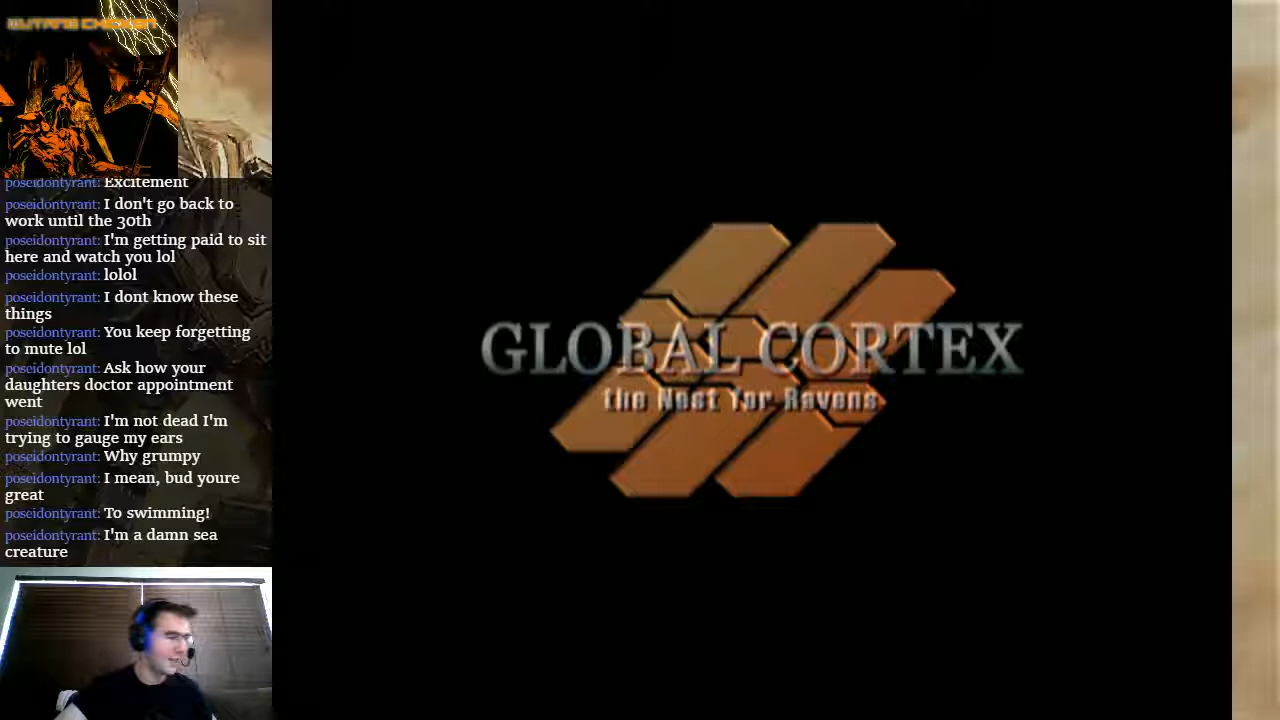 WUTANG CHICKEN
poseidontyrant: Excitement
poseidontyrant: I don't go back to
work until the 30th
poseidontyrant: I'm getting paid to sit
here and watch you lol
poseidontyrant: lolol
poseidontyrant: I dont know these
things
poseidontyrant: You keep forgetting
to mute lol
poseidontyrant: Ask how your
daughters doctor appointment
went
poseidontyrant: I'm not dead I'm
trying to gauge my ears
poseidontyrant: Why grumpy
poseidontyrant: I mean, bud youre
great
poseidontyrant: To swimming!
poseidontyrant: I'm a damn sea
creature
GLOBAL CORTEX
the Nest for Ravens